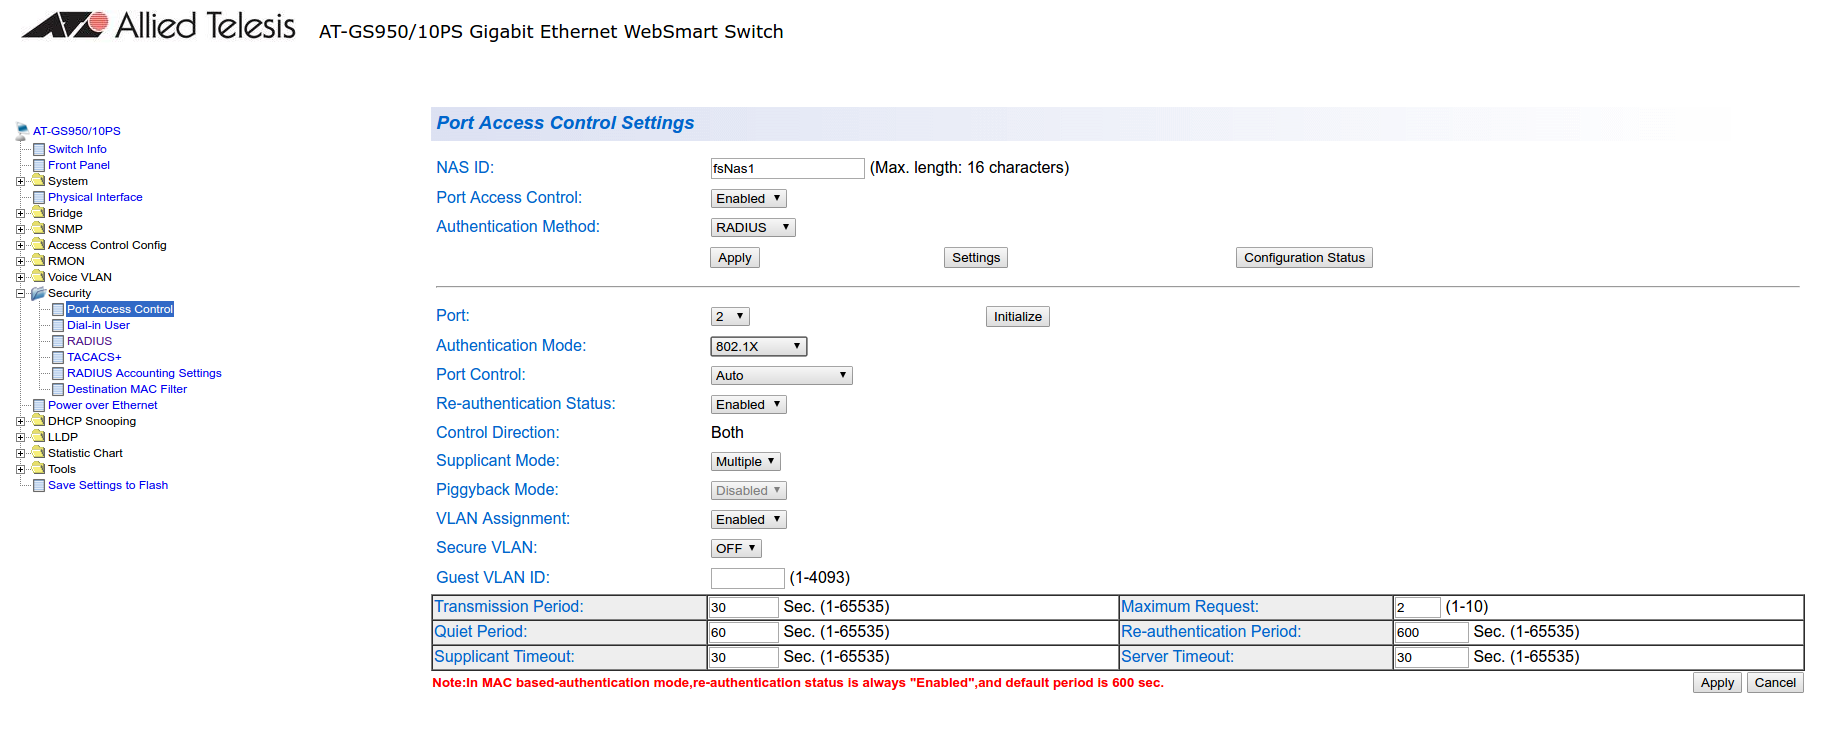 Allied Telesis AT-GS950/10PS Gigabit Ethernet WebSmart Switch
AT-GS950/10PS
Switch Info
Front Panel
System
Physical Interface
Bridge
SNMP
Access Control Config
RMON
Voice VLAN
Security
Port Access Control
Dial-in User
RADIUS
TACACS+
RADIUS Accounting Settings
Destination MAC Filter
Power over Ethernet
DHCP Snooping
LLDP
Statistic Chart
Tools
Save Settings to Flash
Port Access Control Settings
NAS ID: fsNas1 (Max. length: 16 characters)
Port Access Control: Enabled
Authentication Method: RADIUS
Apply Settings Configuration Status
Port: 2 Initialize
Authentication Mode: 802.1X
Port Control: Auto
Re-authentication Status: Enabled
Control Direction: Both
Supplicant Mode: Multiple
Piggyback Mode: Disabled
VLAN Assignment: Enabled
Secure VLAN: OFF
Guest VLAN ID: (1-4093)
Transmission Period: 30 Sec. (1-65535) Maximum Request: 2 (1-10)
Quiet Period: 60 Sec. (1-65535) Re-authentication Period: 600 Sec. (1-65535)
Supplicant Timeout: 30 Sec. (1-65535) Server Timeout: 30 Sec. (1-65535)
Note:In MAC based-authentication mode,re-authentication status is always "Enabled",and default period is 600 sec.
Apply Cancel